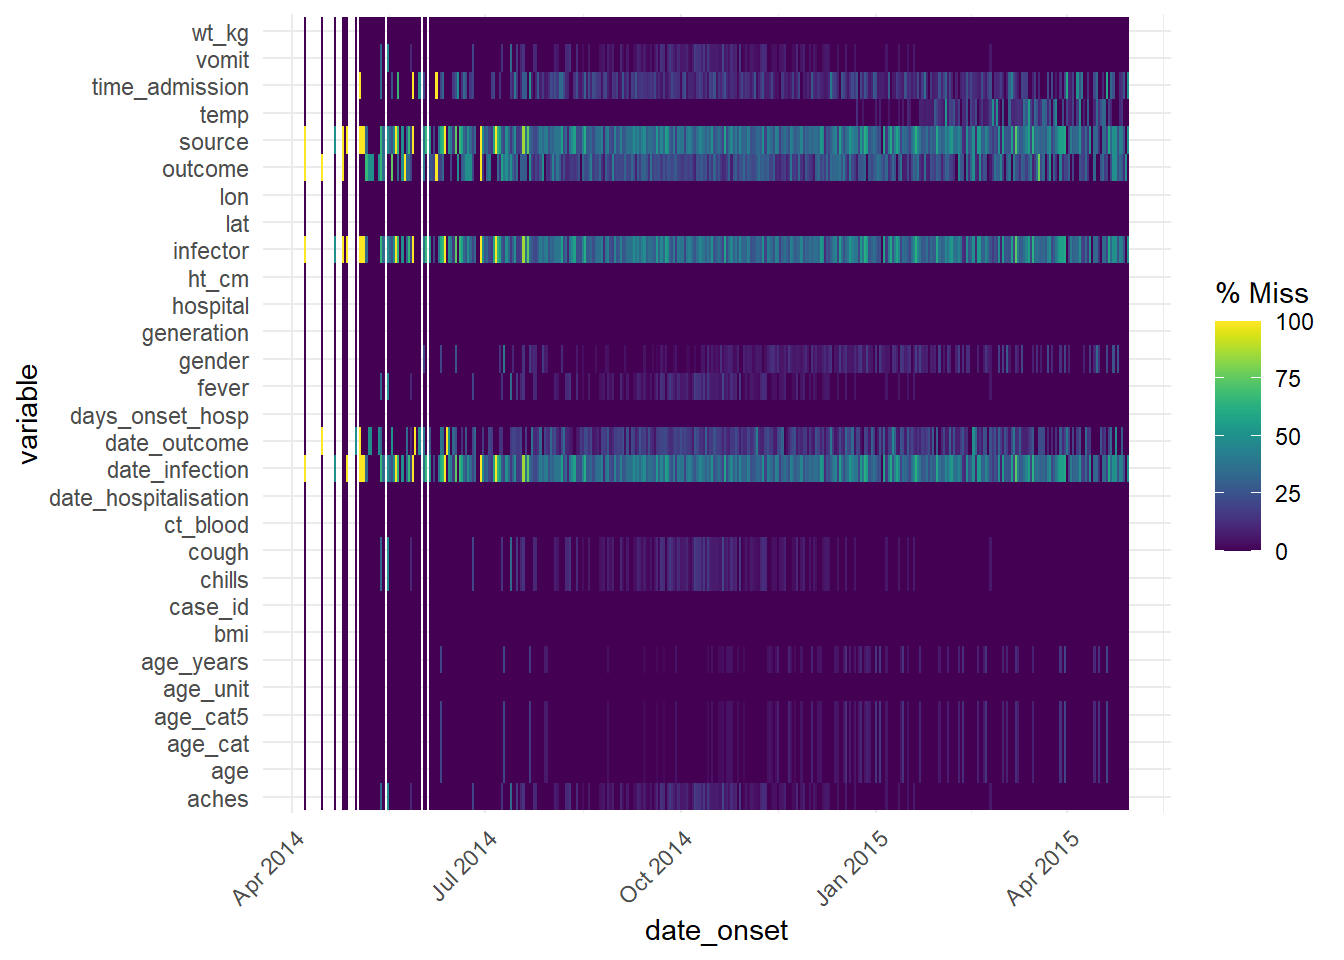 wt_kg
vomit
time_admission
temp
source
outcome
lon
lat
infector
ht_cm
hospital
generation
gender
fever
days_onset_hosp
date_outcome
date_infection
date_hospitalisation
ct_blood
cough
chills
case_id
bmi
age_years
age_unit
age_cat5
age_cat
age
aches
variable
Apr 2014
Jul 2014
Oct 2014
Jan 2015
Apr 2015
date_onset
% Miss
100
75
50
25
0